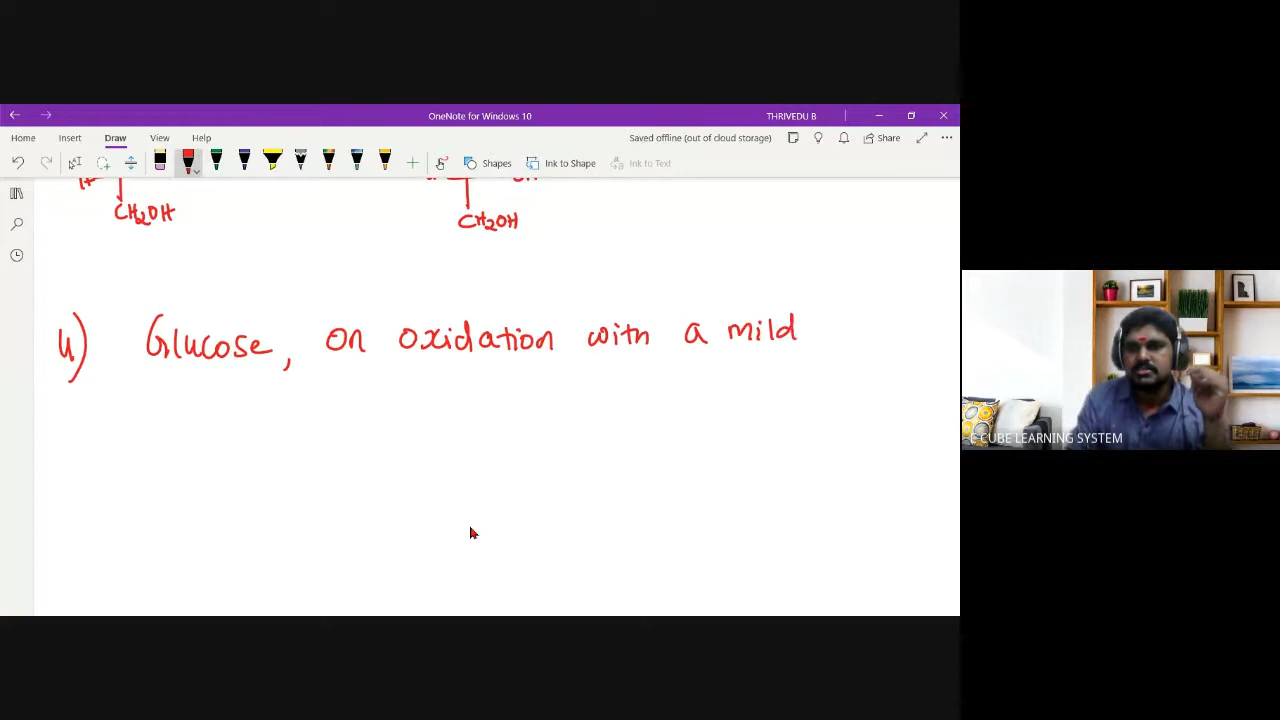 OneNote for Windows 10
THRIVEDU B
Home Insert Draw View Help
Saved offline (out of cloud storage)
Share
Shapes
Ink to Shape
Ink to Text
CH2OH
CH2OH
4) Glucose, on oxidation with a mild
C CUBE LEARNING SYSTEM